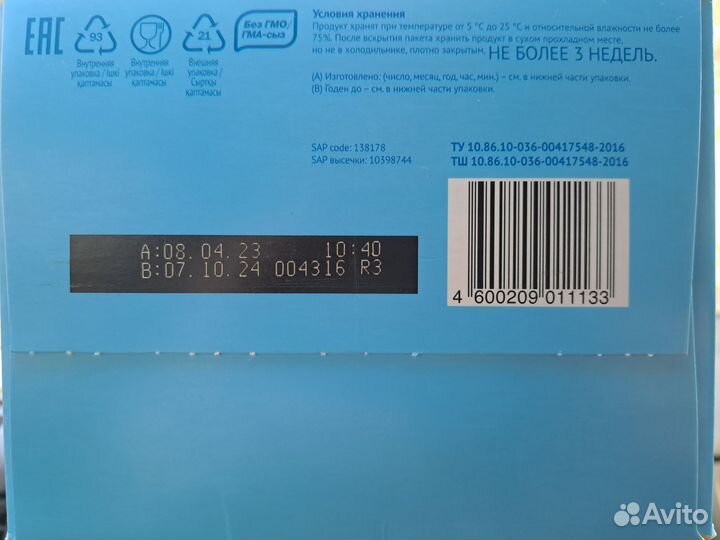 EAC
93
Внутренняя
упаковка / Ішкі
қаптамасы
Внутренняя
упаковка / Ішкі
қаптамасы
21
Внешняя
упаковка /
Сыртқы
қаптамасы
Без ГМО/
ГМА-сыз
Условия хранения
Продукт хранят при температуре от 5 °С до 25 °С и относительной влажности не более
75%. После вскрытия пакета хранить продукт в сухом прохладном месте,
но не в холодильнике, плотно закрытым, НЕ БОЛЕЕ 3 НЕДЕЛЬ.
(А) Изготовлено: (число, месяц, год, час, мин.) – см. в нижней части упаковки.
(В) Годен до – см. в нижней части упаковки.
SAP code: 138178
SAP высечки: 10398744
ТУ 10.86.10-036-00417548-2016
ТШ 10.86.10-036-00417548-2016
A:08.04.23 10:40
B:07.10.24 004316 R3
4 600209 011133
Avito